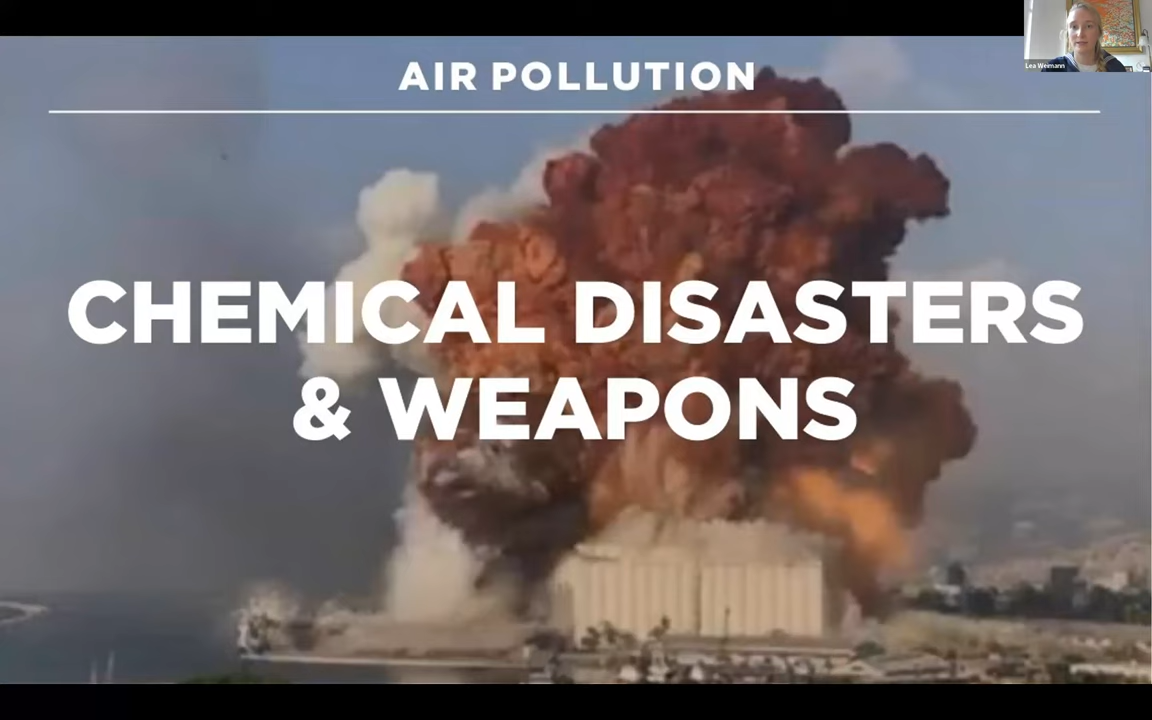 AIR POLLUTION
CHEMICAL DISASTERS
& WEAPONS
Lea Weimann